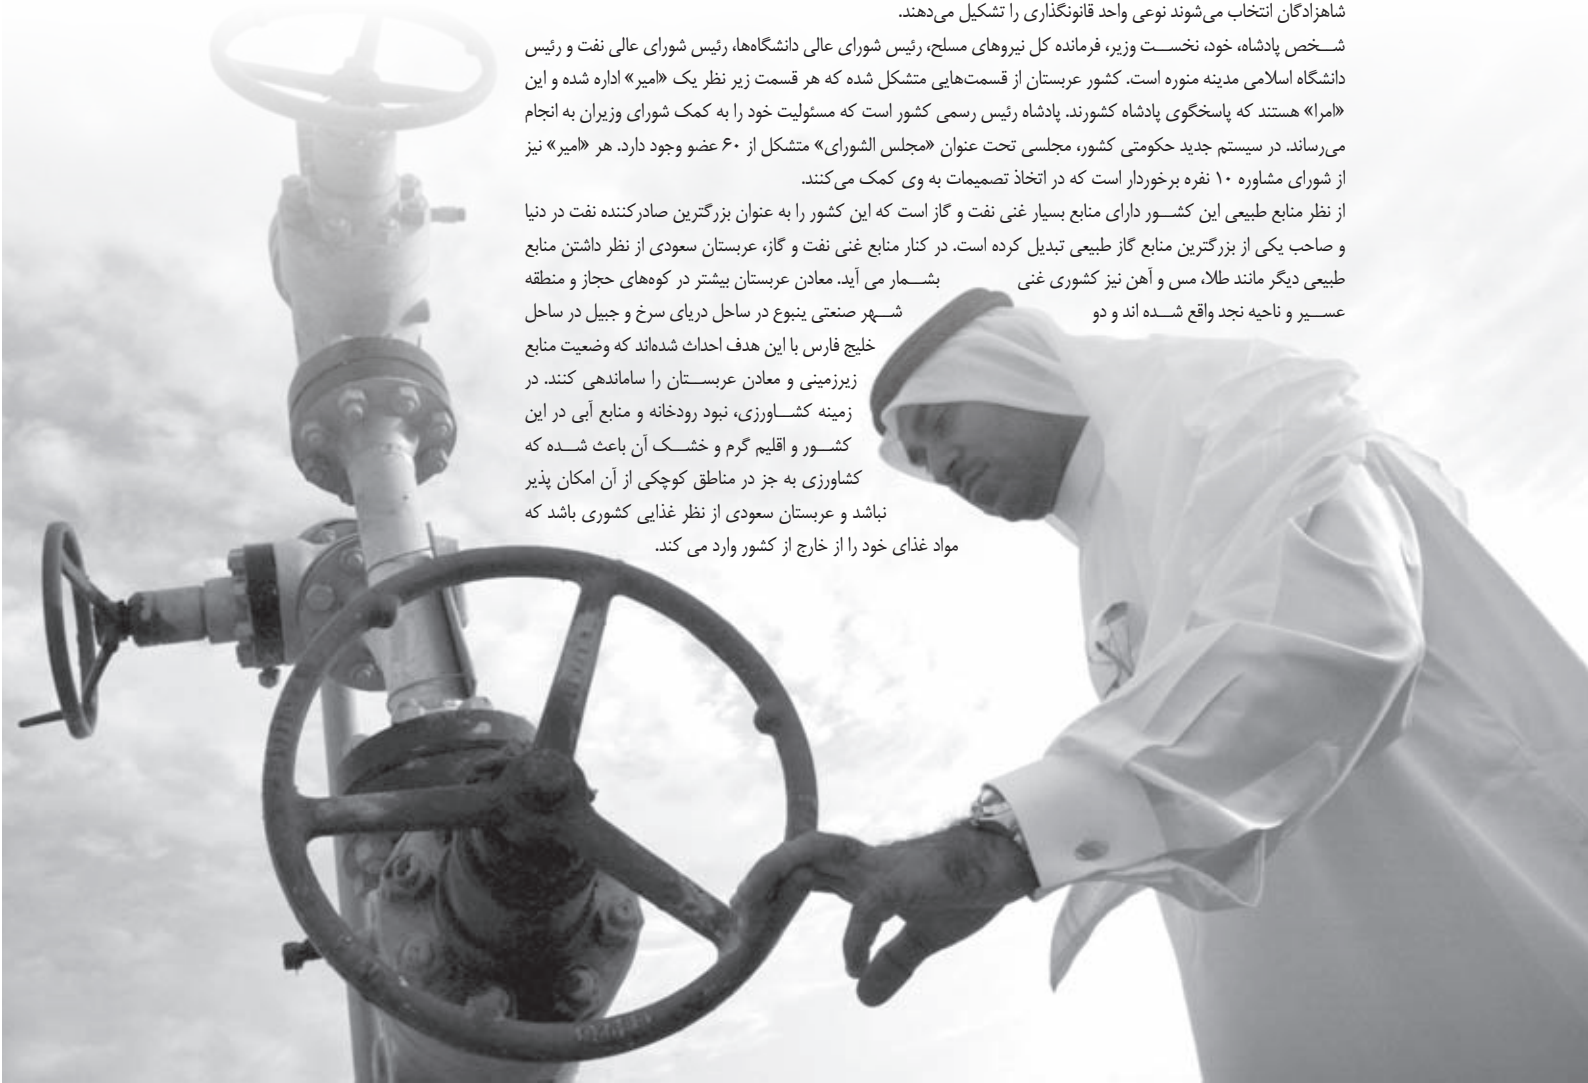 شاهزادگان انتخاب می‌شوند نوعی واحد قانونگذاری را تشکیل می‌دهند.
شـــخص پادشاه، خود، نخســـت وزیر، فرمانده کل نیروهای مسلح، رئیس شورای عالی دانشگاه‌ها، رئیس شورای عالی نفت و رئیس
دانشگاه اسلامی مدینه منوره است. کشور عربستان از قسمت‌هایی متشکل شده که هر قسمت زیر نظر یک «امیر» اداره شده و این
«امرا» هستند که پاسخگوی پادشاه کشورند. پادشاه رئیس رسمی کشور است که مسئولیت خود را به کمک شورای وزیران به انجام
می‌رساند. در سیستم جدید حکومتی کشور، مجلسی تحت عنوان «مجلس الشورای» متشکل از ۶۰ عضو وجود دارد. هر «امیر» نیز
از شورای مشاوره ۱۰ نفره برخوردار است که در اتخاذ تصمیمات به وی کمک می‌کنند.
از نظر منابع طبیعی این کشـــور دارای منابع بسیار غنی نفت و گاز است که این کشور را به عنوان بزرگترین صادرکننده نفت در دنیا
و صاحب یکی از بزرگترین منابع گاز طبیعی تبدیل کرده است. در کنار منابع غنی نفت و گاز، عربستان سعودی از نظر داشتن منابع
طبیعی دیگر مانند طلا، مس و آهن نیز کشوری غنی بشـــمار می آید. معادن عربستان بیشتر در کوه‌های حجاز و منطقه
عســـیر و ناحیه نجد واقع شـــده اند و دو شـــهر صنعتی ینبوع در ساحل دریای سرخ و جبیل در ساحل
خلیج فارس با این هدف احداث شده‌اند که وضعیت منابع
زیرزمینی و معادن عربســـتان را ساماندهی کنند. در
زمینه کشـــاورزی، نبود رودخانه و منابع آبی در این
کشـــور و اقلیم گرم و خشـــک آن باعث شـــده که
کشاورزی به جز در مناطق کوچکی از آن امکان پذیر
نباشد و عربستان سعودی از نظر غذایی کشوری باشد که
مواد غذای خود را از خارج از کشور وارد می کند.